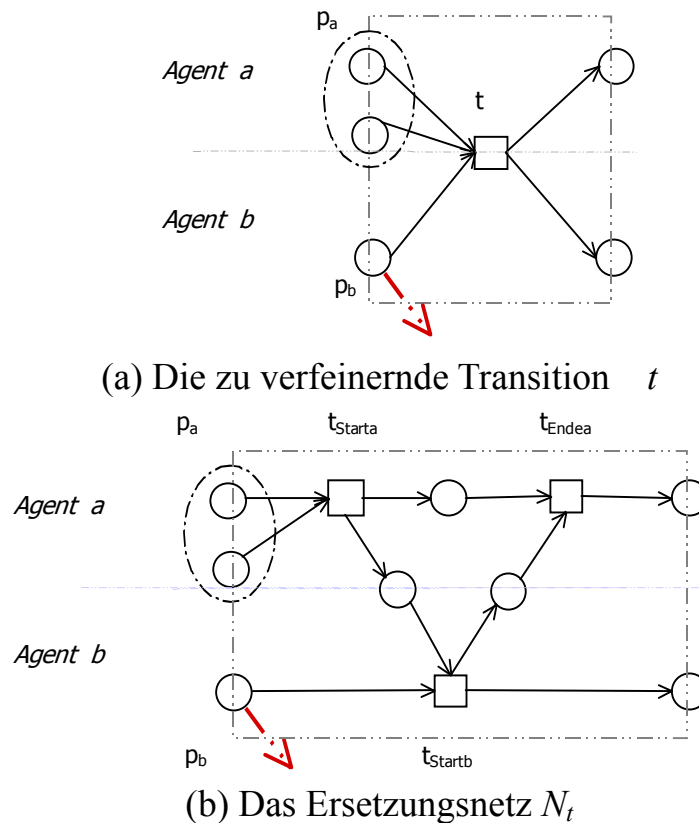 pa
Agent a
t
Agent b
pb
(a) Die zu verfeinernde Transition t
pa tStarta tEndea
Agent a
Agent b
pb tStartb
(b) Das Ersetzungsnetz Nt